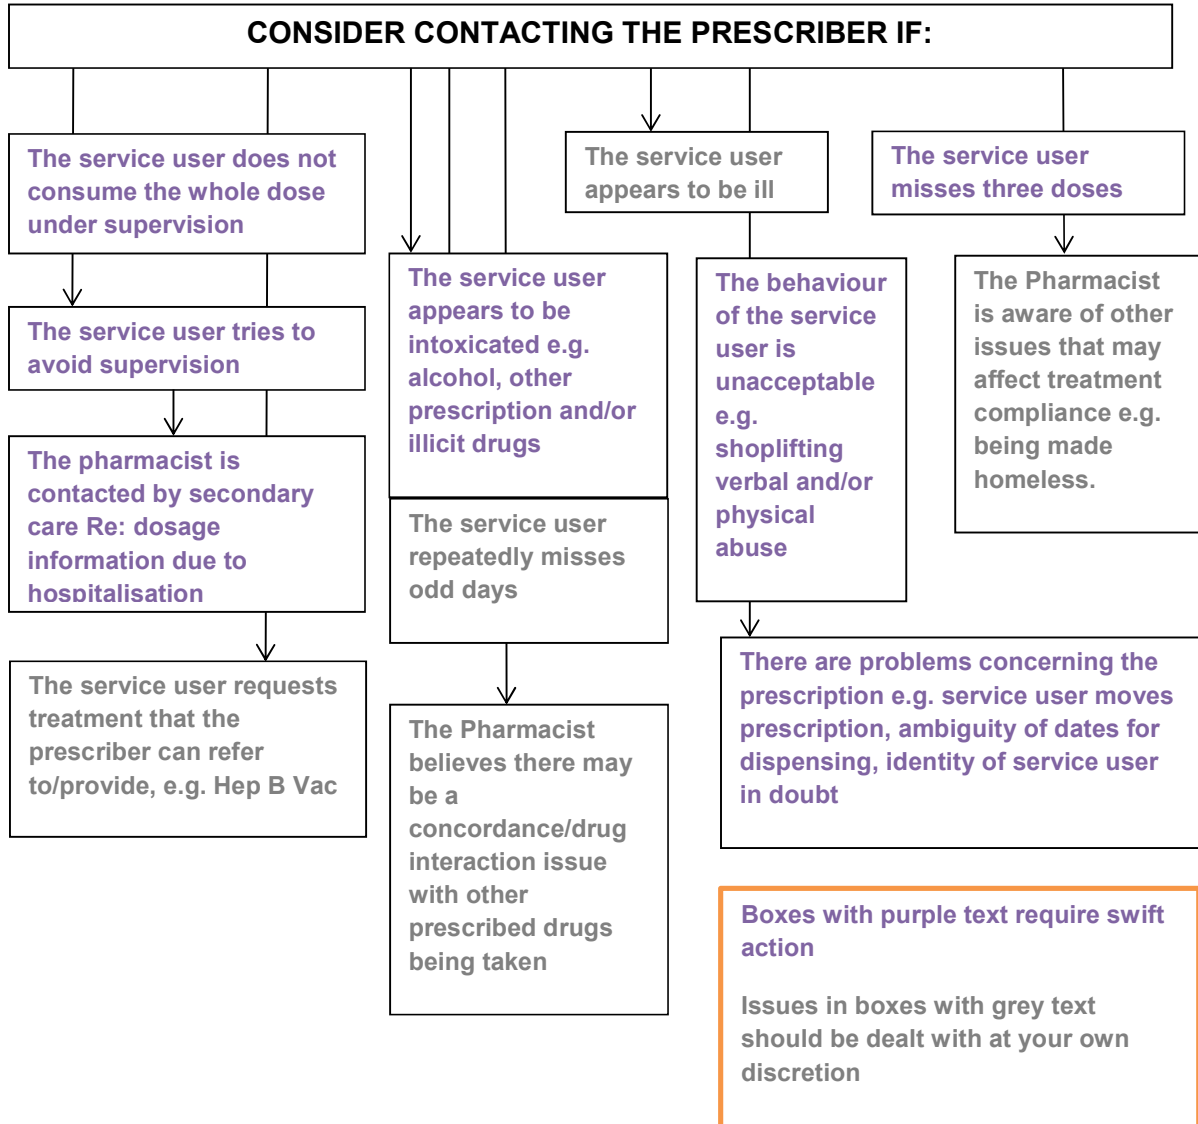 CONSIDER CONTACTING THE PRESCRIBER IF:
The service user does not
consume the whole dose
under supervision
The service user tries to
avoid supervision
The pharmacist is
contacted by secondary
care Re: dosage
information due to
hospitalisation
The service user requests
treatment that the
prescriber can refer
to/provide, e.g. Hep B Vac
The service user
appears to be
intoxicated e.g.
alcohol, other
prescription and/or
illicit drugs
The service user
repeatedly misses
odd days
The Pharmacist
believes there may
be a
concordance/drug
interaction issue
with other
prescribed drugs
being taken
The service user
appears to be ill
The behaviour
of the service
user is
unacceptable
e.g.
shoplifting
verbal and/or
physical
abuse
The service user
misses three doses
The Pharmacist
is aware of other
issues that may
affect treatment
compliance e.g.
being made
homeless.
There are problems concerning the
prescription e.g. service user moves
prescription, ambiguity of dates for
dispensing, identity of service user
in doubt
Boxes with purple text require swift
action
Issues in boxes with grey text
should be dealt with at your own
discretion